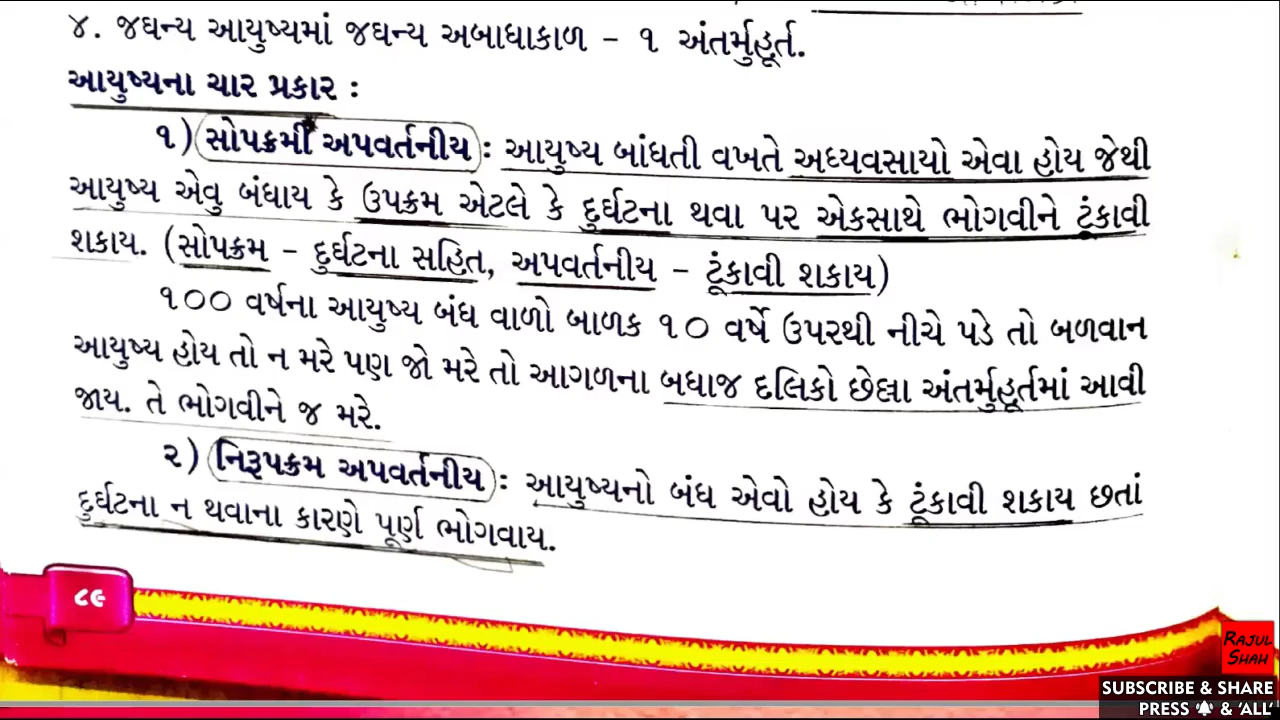 ૪. જઘન્ય આયુષ્યમાં જઘન્ય અબાધાકાળ – ૧ અંતર્મુહૂર્ત.
આયુષ્યના ચાર પ્રકાર :
૧) સોપક્રમી અપવર્તનીય : આયુષ્ય બાંધતી વખતે અધ્યવસાયો એવા હોય જેથી
આયુષ્ય એવુ બંધાય કે ઉપક્રમ એટલે કે દુર્ઘટના થવા પર એકસાથે ભોગવીને ટૂંકાવી
શકાય. (સોપક્રમ – દુર્ઘટના સહિત, અપવર્તનીય – ટૂંકાવી શકાય)
૧૦૦ વર્ષના આયુષ્ય બંધ વાળો બાળક ૧૦ વર્ષે ઉપરથી નીચે પડે તો બળવાન
આયુષ્ય હોય તો ન મરે પણ જો મરે તો આગળના બધાજ દલિકો છેલ્લા અંતર્મુહૂર્તમાં આવી
જાય. તે ભોગવીને જ મરે.
૨) નિરૂપક્રમ અપવર્તનીય : આયુષ્યનો બંધ એવો હોય કે ટૂંકાવી શકાય છતાં
દુર્ઘટના ન થવાના કારણે પૂર્ણ ભોગવાય.
૮૯
RAJUL
SHAH
SUBSCRIBE & SHARE
PRESS & 'ALL'